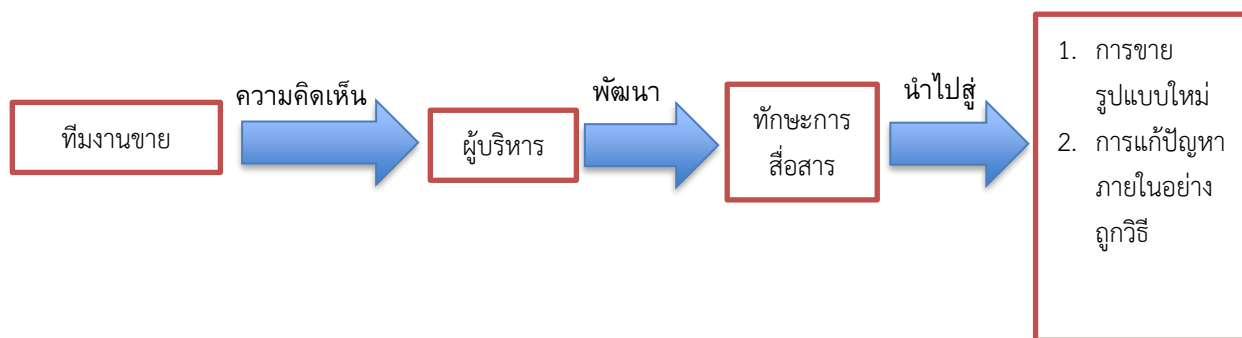 ทีมงานขาย
ความคิดเห็น
ผู้บริหาร
พัฒนา
ทักษะการ
สื่อสาร
นำไปสู่
1. การขาย
รูปแบบใหม่
2. การแก้ปัญหา
ภายในอย่าง
ถูกวิธี